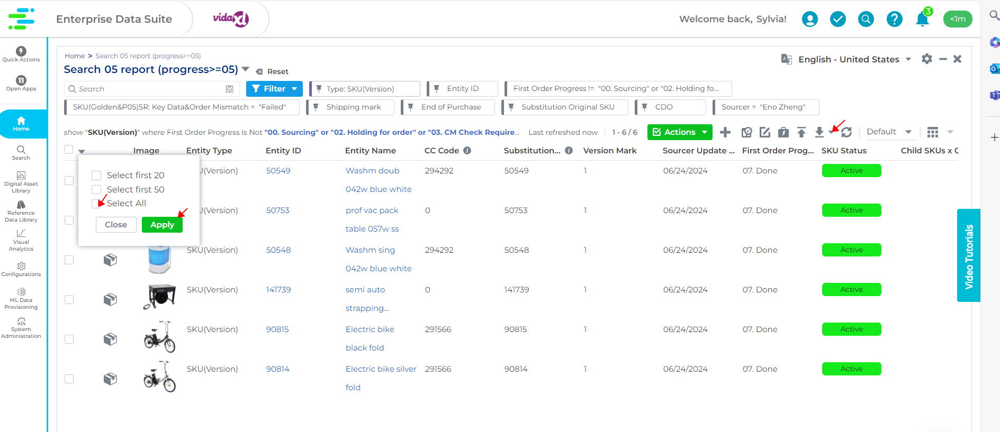 Enterprise Data Suite
vidaXL
Welcome back, Sylvia!
3
<1m
Quick Actions
11
Open Apps
Home
Search
Digital Asset
Library
Reference
Data Library
Visual
Analytics
Configurations
ML Data
Provisioning
System
Administration
Home > Search 05 report (progress>=05)
Search 05 report (progress>=05)
Reset
English - United States
Search
Filter
Type: SKU(Version)
Entity ID
First Order Progress != "00. Sourcing" or "02. Holding fo...
SKU(Golden&P05)SR: Key Data&Order Mismatch = "Failed"
Shipping mark
End of Purchase
Substitution Original SKU
CDO
Sourcer = "Eno Zheng"
show "SKU(Version)" where First Order Progress Is Not "00. Sourcing" or "02. Holding for order" or "03. CM Check Require...
Last refreshed now
1 - 6 / 6
Actions
Default
Image Entity Type Entity ID Entity Name CC Code Substitution... Version Mark Sourcer Update ... First Order Prog... SKU Status Child SKUs x Q
Select first 20
Select first 50
Select All
Close
Apply
U(Version) 50549 Washm doub 294292 50549 1 06/24/2024 07. Done Active
042w blue white
U(Version) 50753 prof vac pack 0 50753 1 06/24/2024 07. Done Active
table 057w ss
SKU(Version) 50548 Washm sing 294292 50548 1 06/24/2024 07. Done Active
042w blue white
SKU(Version) 141739 semi auto 0 141739 1 06/24/2024 07. Done Active
strapping...
SKU(Version) 90815 Electric bike 291566 90815 1 06/24/2024 07. Done Active
black fold
SKU(Version) 90814 Electric bike silver 291566 90814 1 06/24/2024 07. Done Active
fold
Video Tutorials